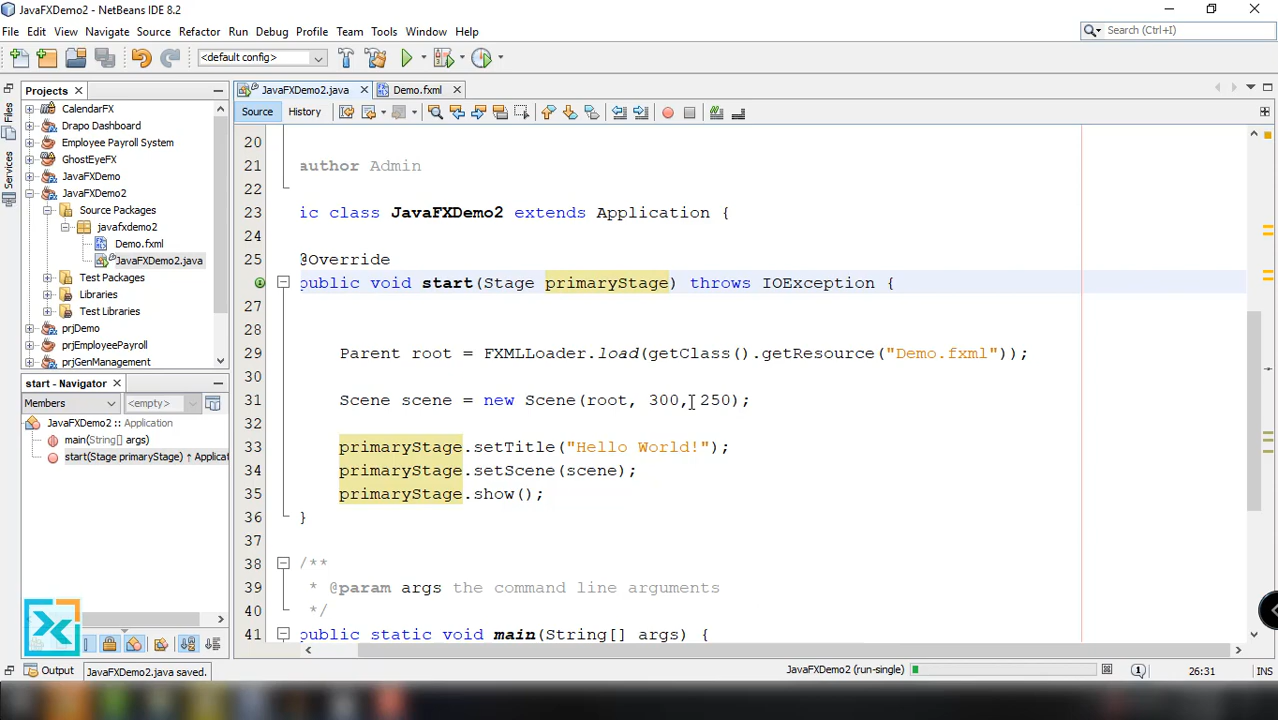 JavaFXDemo2 - NetBeans IDE 8.2
File Edit View Navigate Source Refactor Run Debug Profile Team Tools Window Help
Search (Ctrl+I)
<default config>
Projects
Files
Services
CalendarFX
Drapo Dashboard
Employee Payroll System
GhostEyeFX
JavaFXDemo
JavaFXDemo2
Source Packages
javafxdemo2
Demo.fxml
JavaFXDemo2.java
Test Packages
Libraries
Test Libraries
prjDemo
prjEmployeePayroll
prjGenManagement
start - Navigator
Members <empty>
JavaFXDemo2 :: Application
main(String[] args)
start(Stage primaryStage) ↑ Applica
JavaFXDemo2.java Demo.fxml
Source History
20
21 author Admin
22
23 ic class JavaFXDemo2 extends Application {
24
25 @Override
public void start(Stage primaryStage) throws IOException {
27
28
29 Parent root = FXMLLoader.load(getClass().getResource("Demo.fxml"));
30
31 Scene scene = new Scene(root, 300, 250);
32
33 primaryStage.setTitle("Hello World!");
34 primaryStage.setScene(scene);
35 primaryStage.show();
36 }
37
38 /**
39 * @param args the command line arguments
40 */
41 public static void main(String[] args) {
Output JavaFXDemo2.java saved. JavaFXDemo2 (run-single) 1 26:31 INS